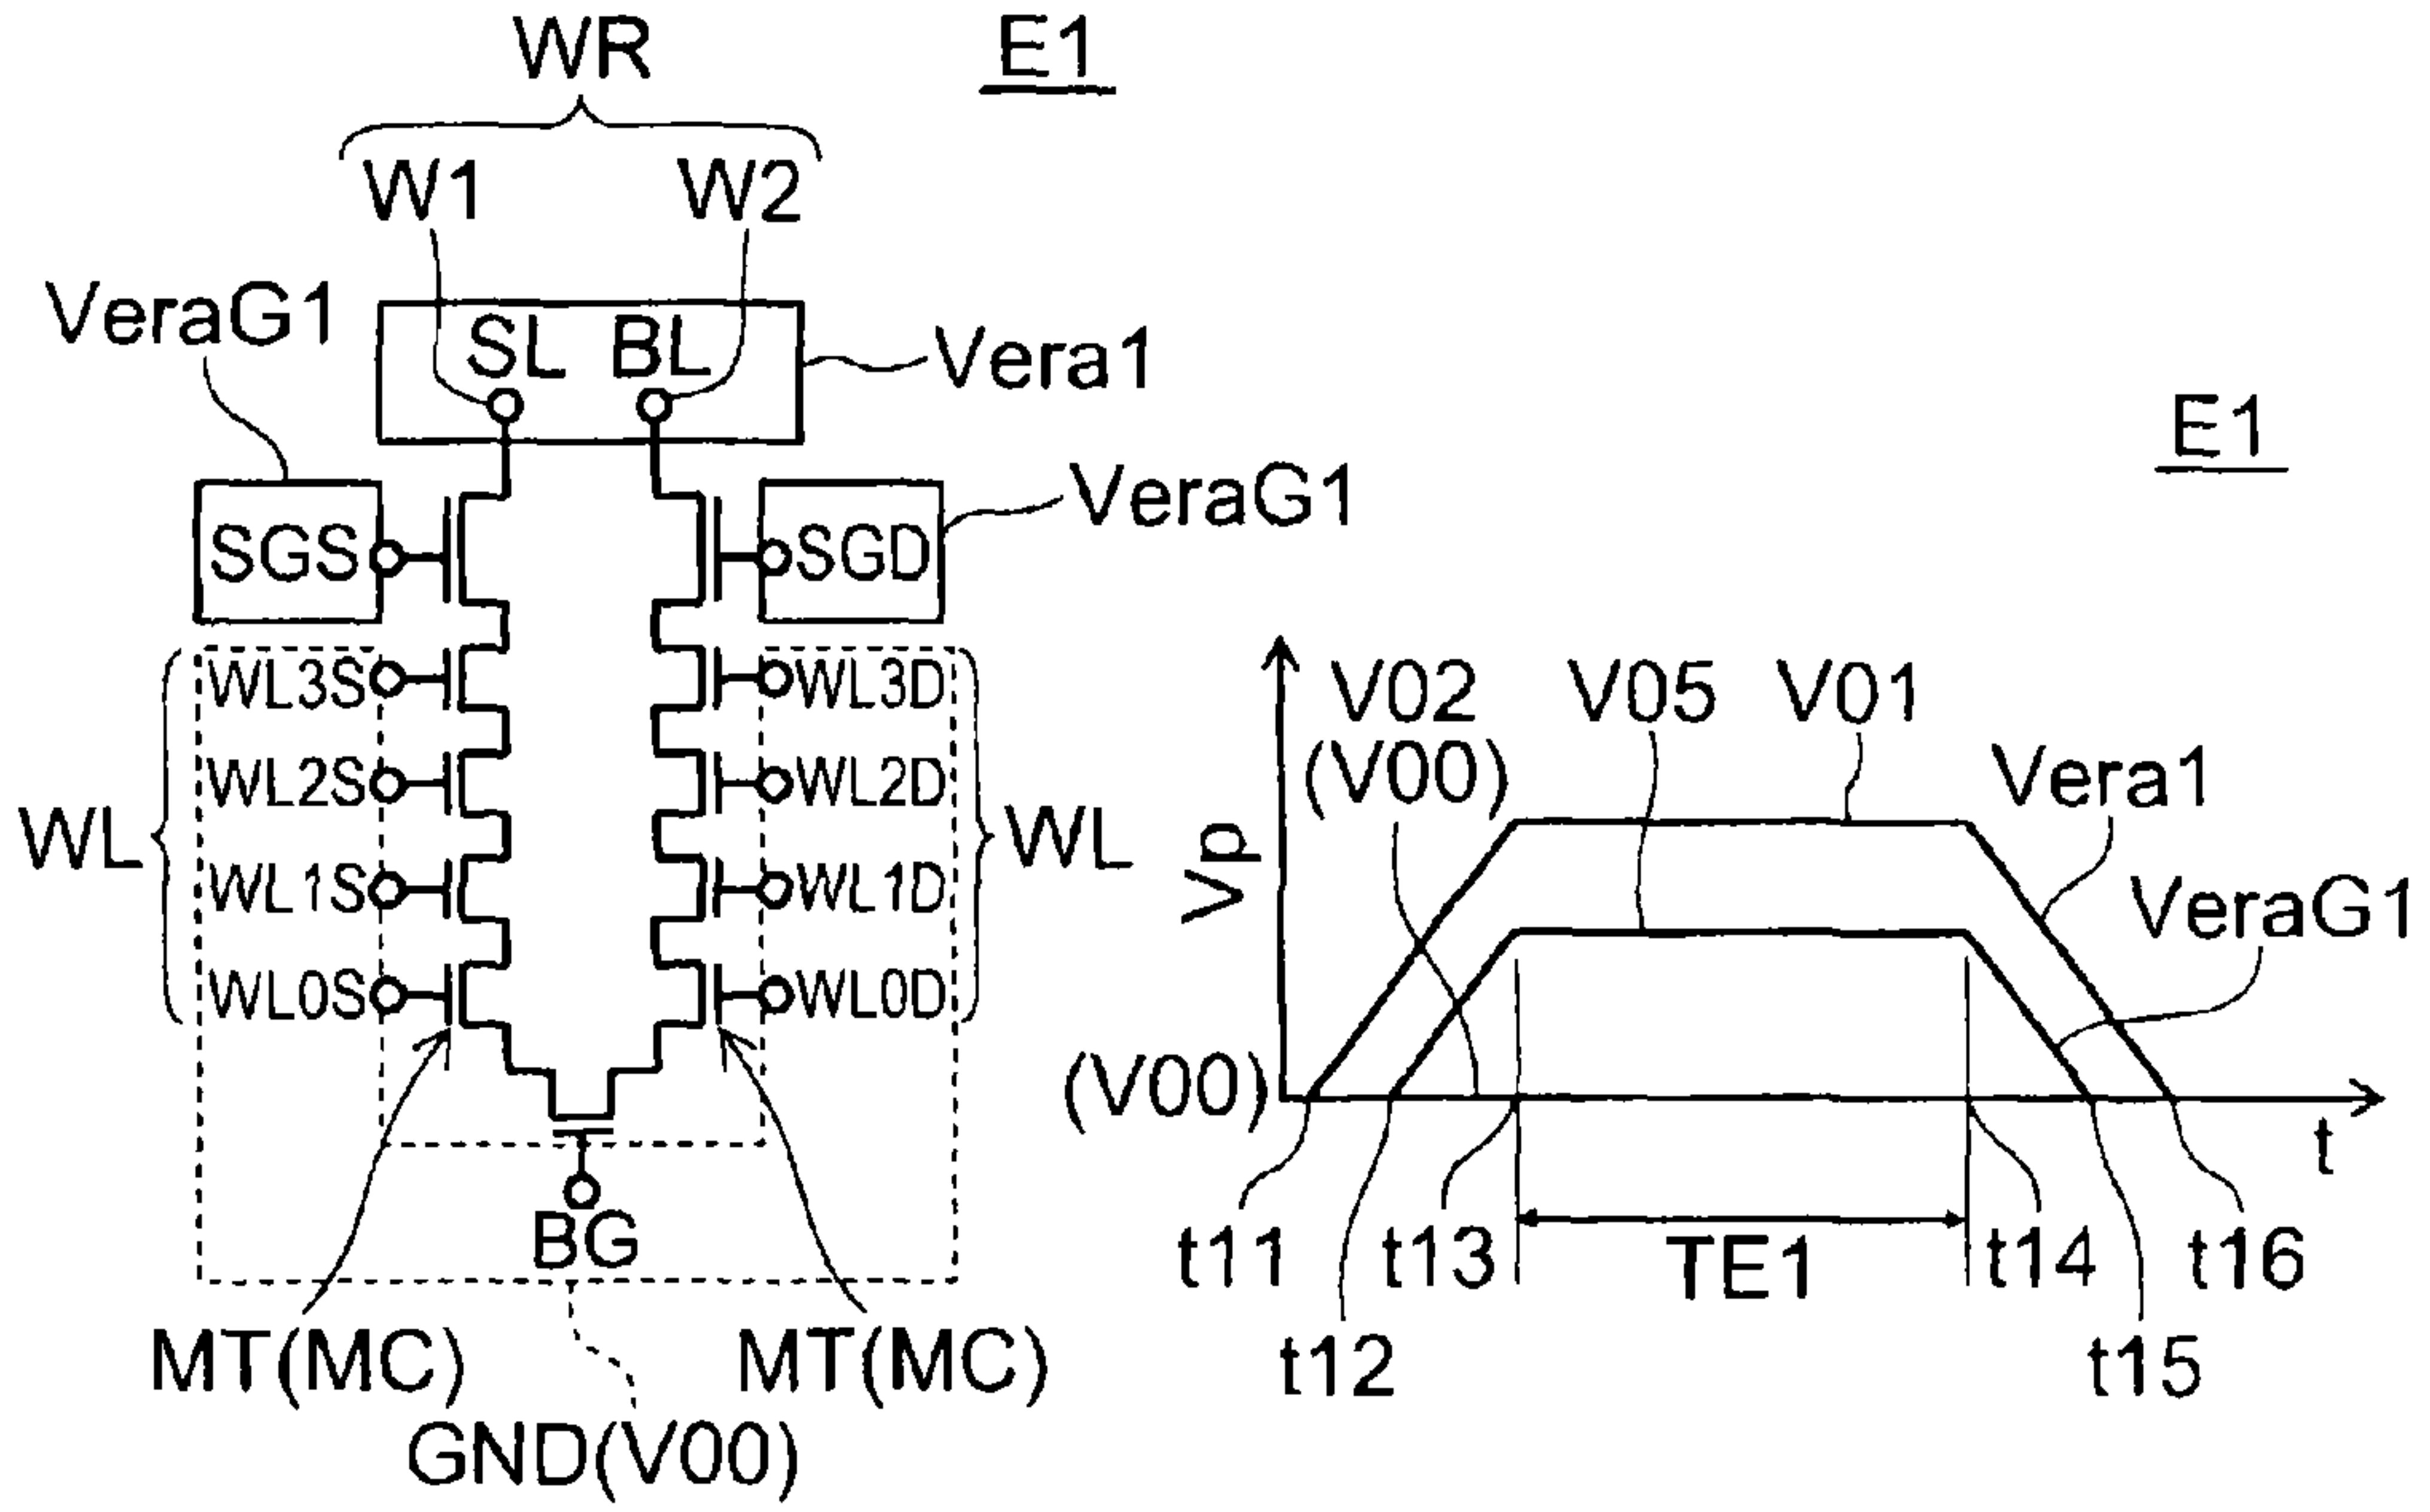 WR
E1
W1
W2
VeraG1
SL
BL
Vera1
SGS
SGD
VeraG1
WL3S
WL3D
WL2S
WL2D
WL
WL
WL1S
WL1D
WL0S
WL0D
BG
MT(MC)
MT(MC)
GND(V00)
E1
V02
(V00)
V05
V01
Vera1
VeraG1
Vp
(V00)
t
t11
t12
t13
TE1
t14
t15
t16